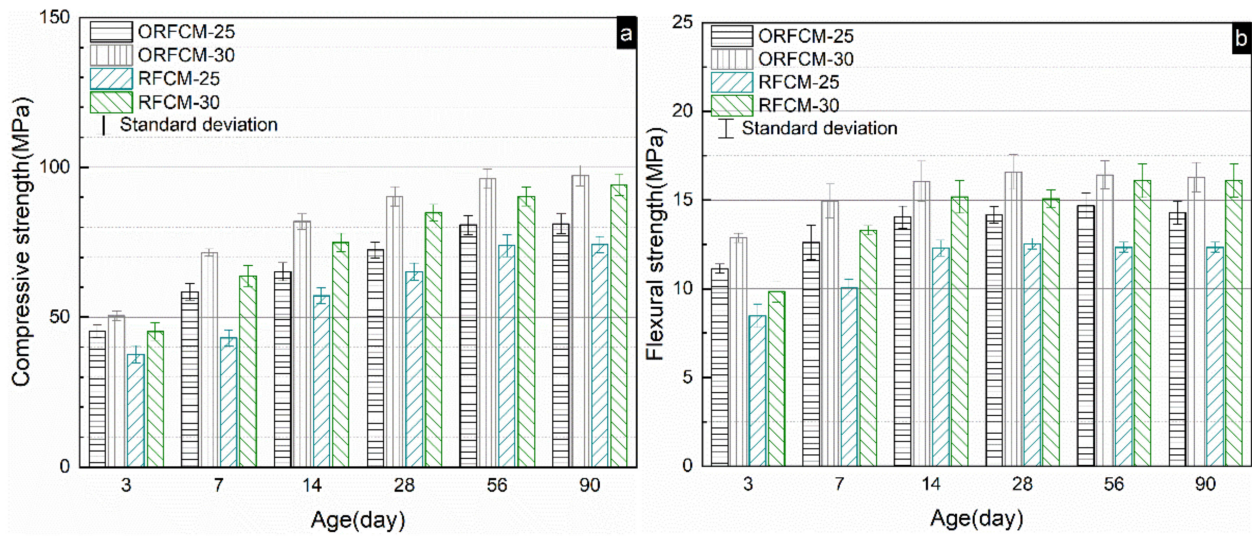 a
150
100
50
0
Compressive strength(MPa)
ORFCM-25
ORFCM-30
RFCM-25
RFCM-30
Standard deviation
3 7 14 28 56 90
Age(day)
b
25
20
15
10
5
0
Flexural strength(MPa)
ORFCM-25
ORFCM-30
RFCM-25
RFCM-30
Standard deviation
3 7 14 28 56 90
Age(day)